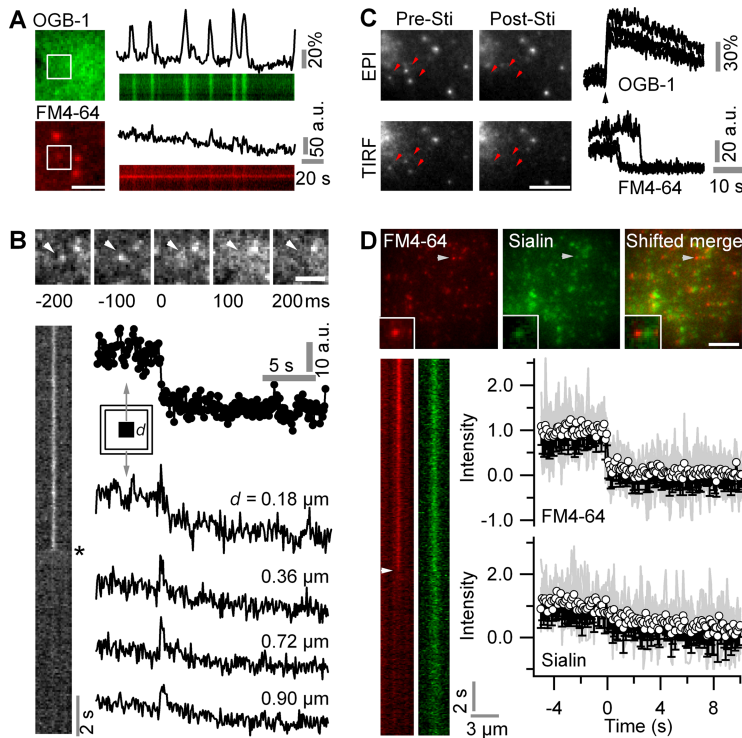 A
OGB-1
20%
FM4-64
50 a.u.
20 s
B
-200
-100
0
100
200 ms
5 s
10 a.u.
d
d = 0.18 µm
*
0.36 µm
0.72 µm
0.90 µm
2 s
C
Pre-Sti
Post-Sti
EPI
TIRF
30%
OGB-1
20 a.u.
FM4-64
10 s
D
FM4-64
Sialin
Shifted merge
2 s
3 µm
Intensity
2.0
1.0
0.0
-1.0
FM4-64
Intensity
2.0
0.0
Sialin
-4
0
4
8
Time (s)